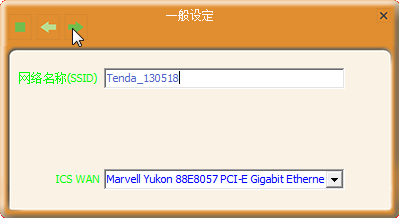 一般设定
网络名称(SSID) Tenda_130518
ICS WAN Marvell Yukon 88E8057 PCI-E Gigabit Etherne